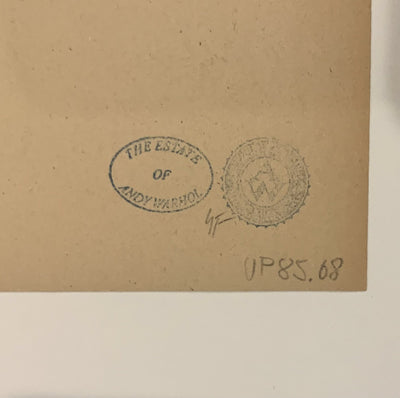 THE ESTATE
OF
ANDY WARHOL
UP85.68